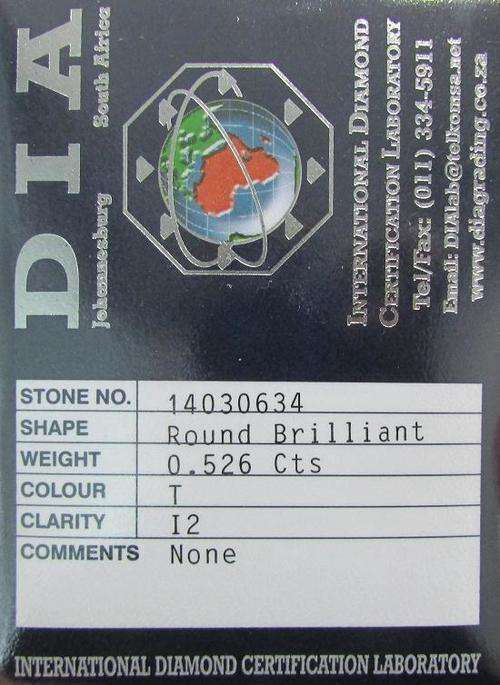 DIA
Johannesburg South Africa
INTERNATIONAL DIAMOND
CERTIFICATION LABORATORY
Tel/Fax: (011) 334-5911
Email: DIAlab@telkomsa.net
www.diagrading.co.za
STONE NO. 14030634
SHAPE Round Brilliant
WEIGHT 0.526 Cts
COLOUR T
CLARITY I2
COMMENTS None
INTERNATIONAL DIAMOND CERTIFICATION LABORATORY